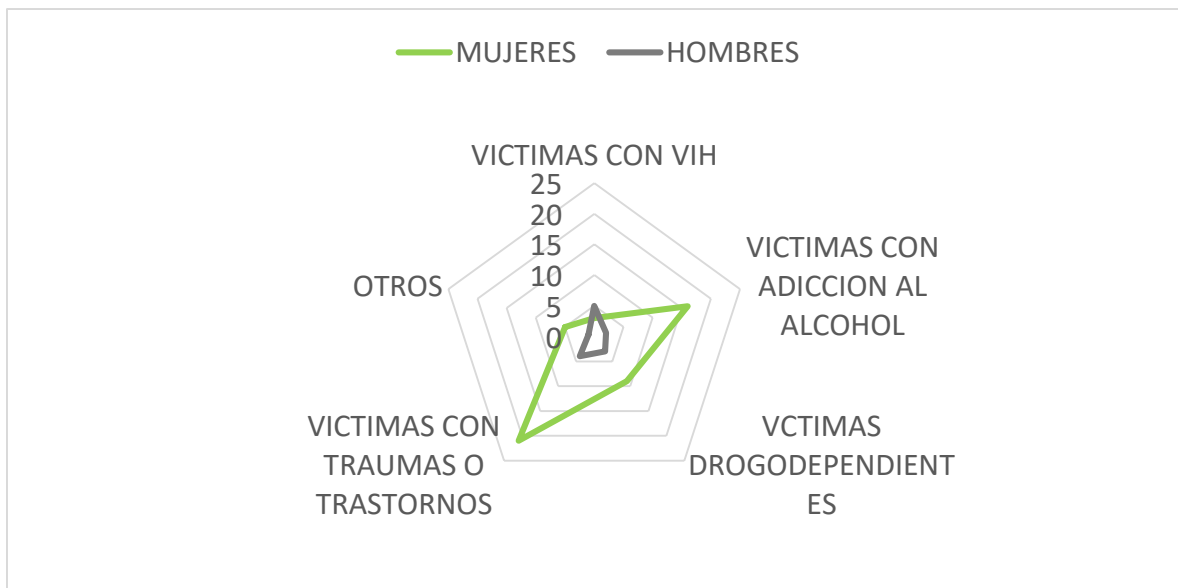 MUJERES HOMBRES
VICTIMAS CON VIH
25
20
15
10
5
0
VICTIMAS CON
ADICCION AL
ALCOHOL
VCTIMAS
DROGODEPENDIENT
ES
VICTIMAS CON
TRAUMAS O
TRASTORNOS
OTROS